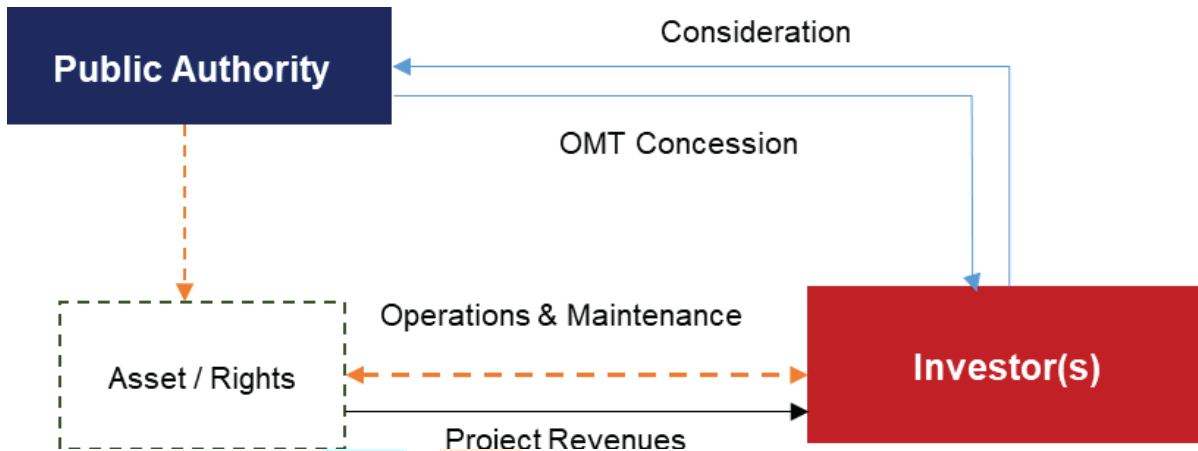 Consideration
Public Authority
OMT Concession
Operations & Maintenance
Asset / Rights
Investor(s)
Project Revenues